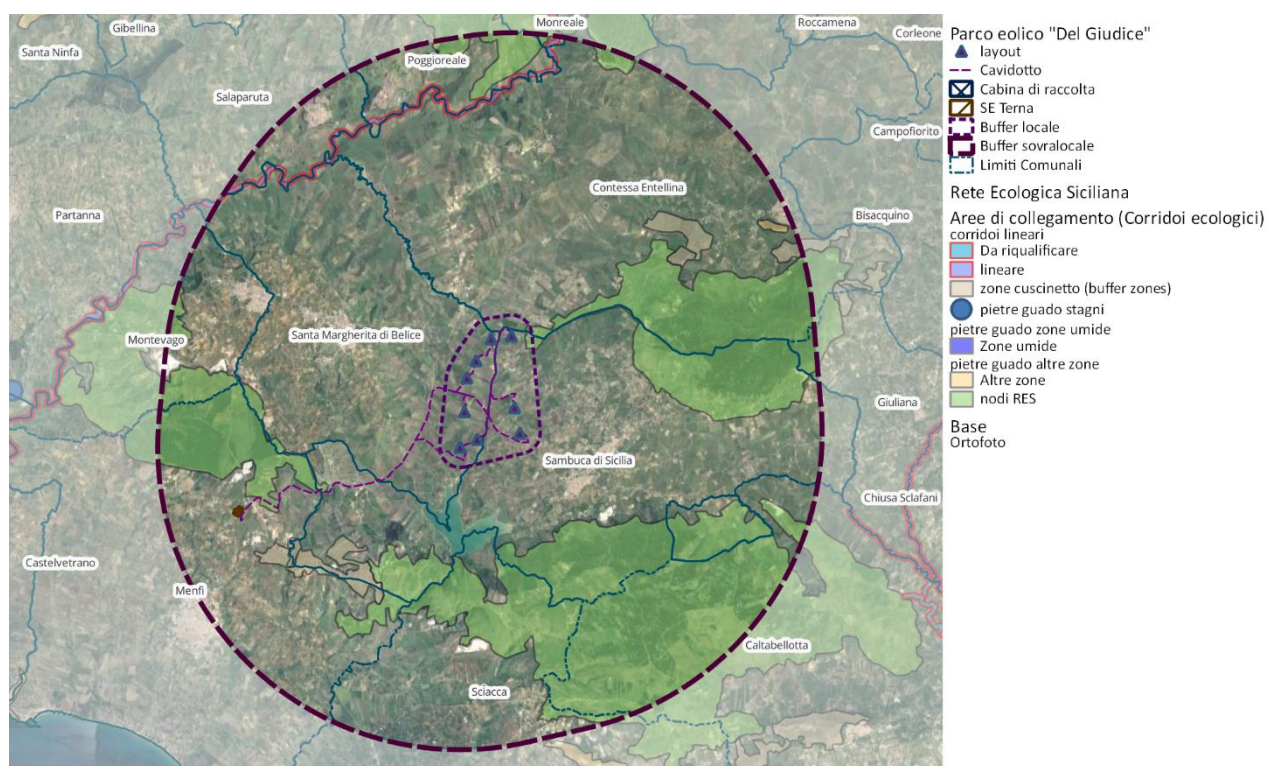 Gibellina
Monreale
Roccamena
Corleone
Santa Ninfa
Poggioreale
Salaparuta
Campofiorito
Contessa Entellina
Partanna
Bisacquino
Santa Margherita di Belice
Montevago
Giuliana
Sambuca di Sicilia
Chiusa Sclafani
Castelvetrano
Menfi
Caltabellotta
Sciacca
Parco eolico "Del Giudice"
layout
Cavidotto
Cabina di raccolta
SE Terna
Buffer locale
Buffer sovralocale
Limiti Comunali
Rete Ecologica Siciliana
Aree di collegamento (Corridoi ecologici)
corridoi lineari
Da riqualificare
lineare
zone cuscinetto (buffer zones)
pietre guado stagni
pietre guado zone umide
Zone umide
pietre guado altre zone
Altre zone
nodi RES
Base
Ortofoto